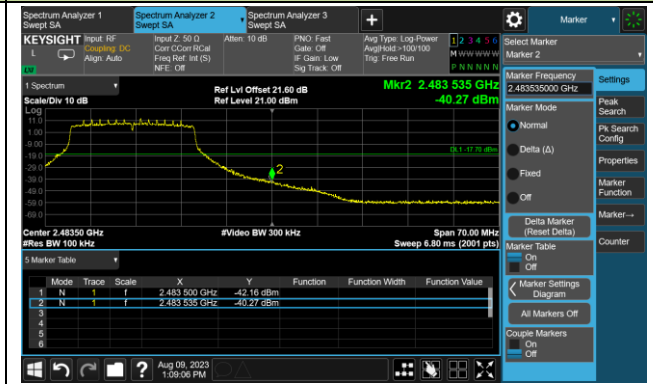 Spectrum Analyzer 1
Swept SA
Spectrum Analyzer 2
Swept SA
Spectrum Analyzer 3
Swept SA
+
Marker
KEYSIGHT
L
Input: RF
Coupling: DC
Align: Auto
Input Z: 50 Ω
Corr CCorr RCal
Freq Ref: Int (S)
NFE: Off
Atten: 10 dB
PNO: Fast
Gate: Off
IF Gain: Low
Sig Track: Off
Avg Type: Log-Power
Avg|Hold:>100/100
Trig: Free Run
1 2 3 4 5 6
M W W W W W
P N N N N N
Select Marker
Marker 2
1 Spectrum
Scale/Div 10 dB
Ref Lvl Offset 21.60 dB
Ref Level 21.00 dBm
Mkr2 2.483 535 GHz
-40.27 dBm
Log
11.0
1.00
-9.00
-19.0
-29.0
-39.0
-49.0
-59.0
-69.0
DL1 -17.70 dBm
2
Center 2.48350 GHz
#Res BW 100 kHz
#Video BW 300 kHz
Span 70.00 MHz
Sweep 6.80 ms (2001 pts)
5 Marker Table
Mode Trace Scale X Y Function Function Width Function Value
1 N 1 f 2.483 500 GHz -42.16 dBm
2 N 1 f 2.483 535 GHz -40.27 dBm
3
4
5
6
Marker Frequency
2.483535000 GHz
Marker Mode
Normal
Delta (Δ)
Fixed
Off
Delta Marker
(Reset Delta)
Marker Table
On
Off
Marker Settings
Diagram
All Markers Off
Couple Markers
On
Off
Settings
Peak
Search
Pk Search
Config
Properties
Marker
Function
Marker→
Counter
?
Aug 09, 2023
1:09:06 PM